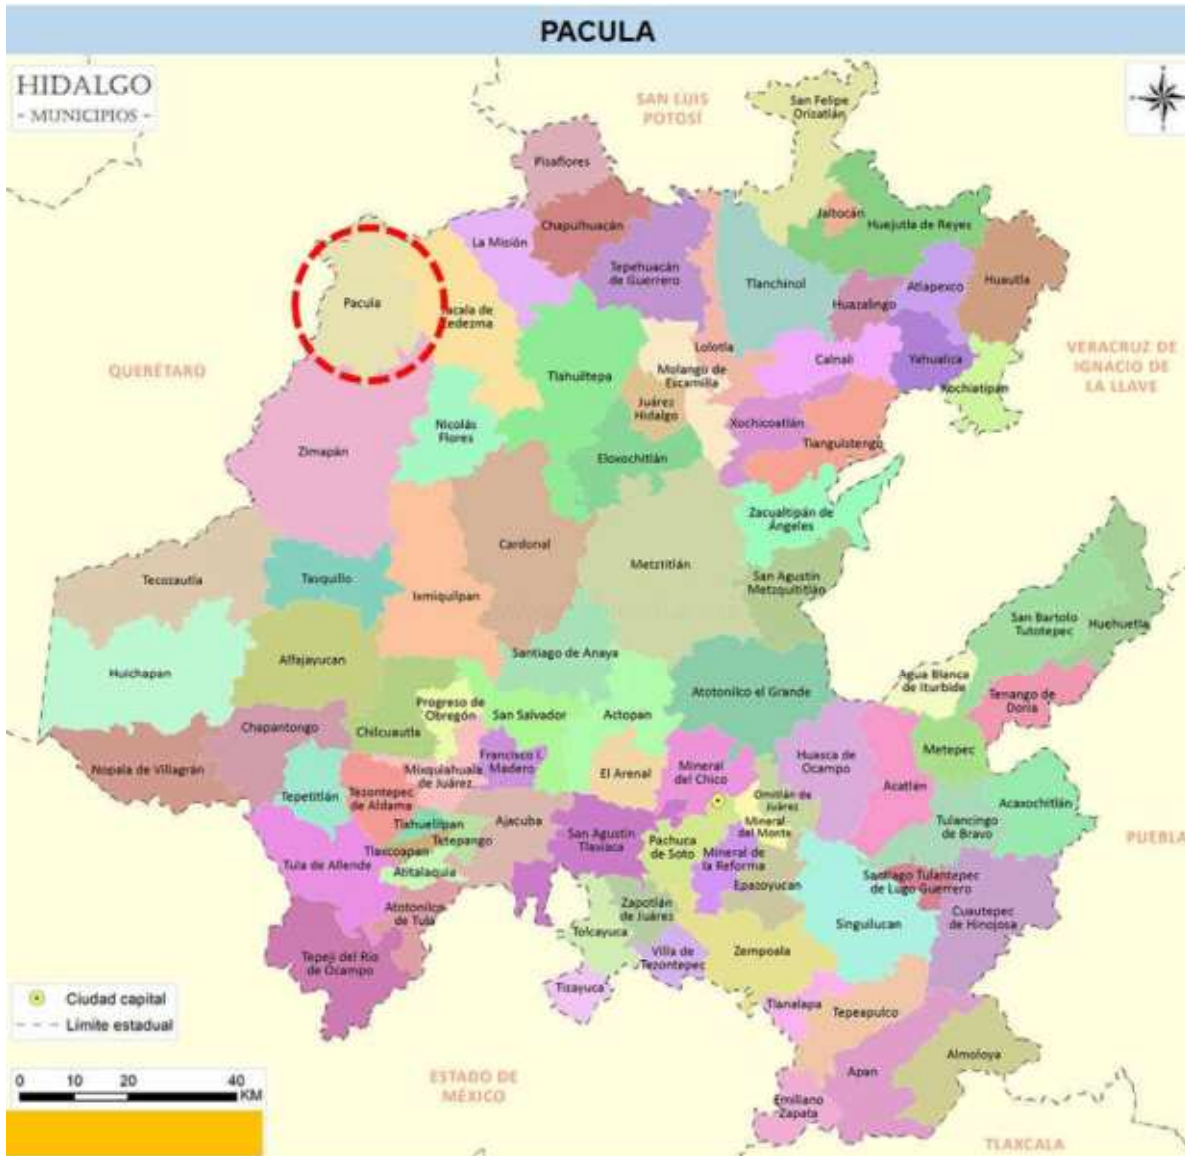 PACULA
HIDALGO
- MUNICIPIOS -
SAN LUIS
POTOSÍ
San Felipe
Orizatlán
Pisaflores
Chapulhuacán
La Misión
Jaltocán
Huejutla de Reyes
Tepehuacán
de Guerrero
Tlanchinol
Atlapexco
Huautla
Huazalingo
Pacula
Jacala de
Ledezma
QUERÉTARO
Lolotla
Calnali
Yahualica
VERACRUZ DE
IGNACIO DE
LA LLAVE
Tlahuiltepa
Molango de
Escamilla
Xochiatipan
Juárez
Hidalgo
Nicolás
Flores
Xochicoatlán
Tianguistengo
Zimapán
Eloxochitlán
Zacualtipán de
Ángeles
Cardonal
Metztitlán
Tecozautla
Tasquillo
Ixmiquilpan
San Agustín
Metzquititlán
San Bartolo
Tutotepec
Huehuetla
Santiago de Anaya
Huichapan
Alfajayucan
Agua Blanca
de Iturbide
Atotonilco el Grande
Tenango de
Doria
Progreso de
Obregón
San Salvador
Actopan
Chapantongo
Chilcuautla
Metepec
Huasca de
Ocampo
Francisco I.
Madero
Nopala de Villagrán
Mixquiahuala
de Juárez
El Arenal
Mineral
del Chico
Acatlán
Tepetitlán
Tezontepec
de Aldama
Omitlán de
Juárez
Acaxochitlán
Tlahuelilpan
Ajacuba
Mineral
del Monte
Tulancingo
de Bravo
Tetepango
San Agustín
Tlaxiaca
Pachuca
de Soto
PUEBLA
Tlaxcoapan
Tula de Allende
Mineral de
la Reforma
Atitalaquia
Epazoyucan
Santiago Tulantepec
de Lugo Guerrero
Atotonilco
de Tula
Zapotlán
de Juárez
Singuilucan
Cuautepec
de Hinojosa
Tolcayuca
Tepeji del Río
de Ocampo
Villa de
Tezontepec
Zempoala
Tizayuca
Tlanalapa
Tepeapulco
Ciudad capital
Límite estadual
Almoloya
Apan
ESTADO DE
MÉXICO
Emiliano
Zapata
0 10 20 40
KM
TLAXCALA